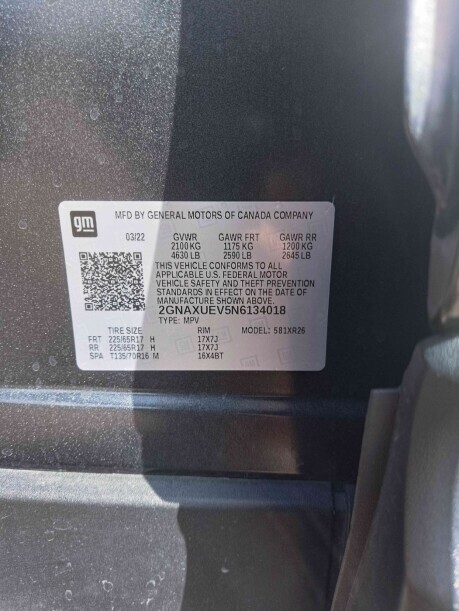 gm
MFD BY GENERAL MOTORS OF CANADA COMPANY
03/22 GVWR GAWR FRT GAWR RR
2100 KG 1175 KG 1200 KG
4630 LB 2590 LB 2645 LB
THIS VEHICLE CONFORMS TO ALL
APPLICABLE U.S. FEDERAL MOTOR
VEHICLE SAFETY AND THEFT PREVENTION
STANDARDS IN EFFECT ON THE DATE OF
MANUFACTURE SHOWN ABOVE.
2GNAXUEV5N6134018
TYPE: MPV
TIRE SIZE RIM MODEL: 581XR26
FRT 225/65R17 H 17X7J
RR 225/65R17 H 17X7J
SPA T135/70R16 M 16X4BT